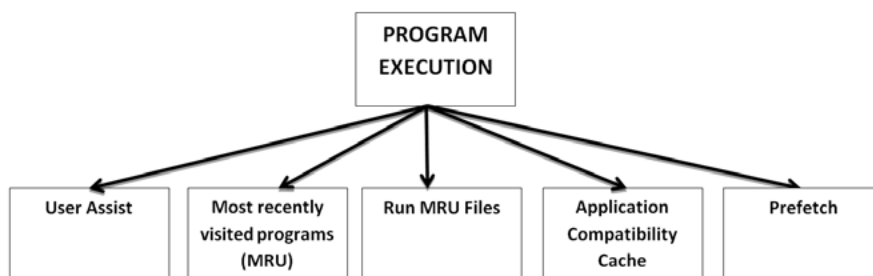 PROGRAM
EXECUTION
User Assist
Most recently
visited programs
(MRU)
Run MRU Files
Application
Compatibility
Cache
Prefetch